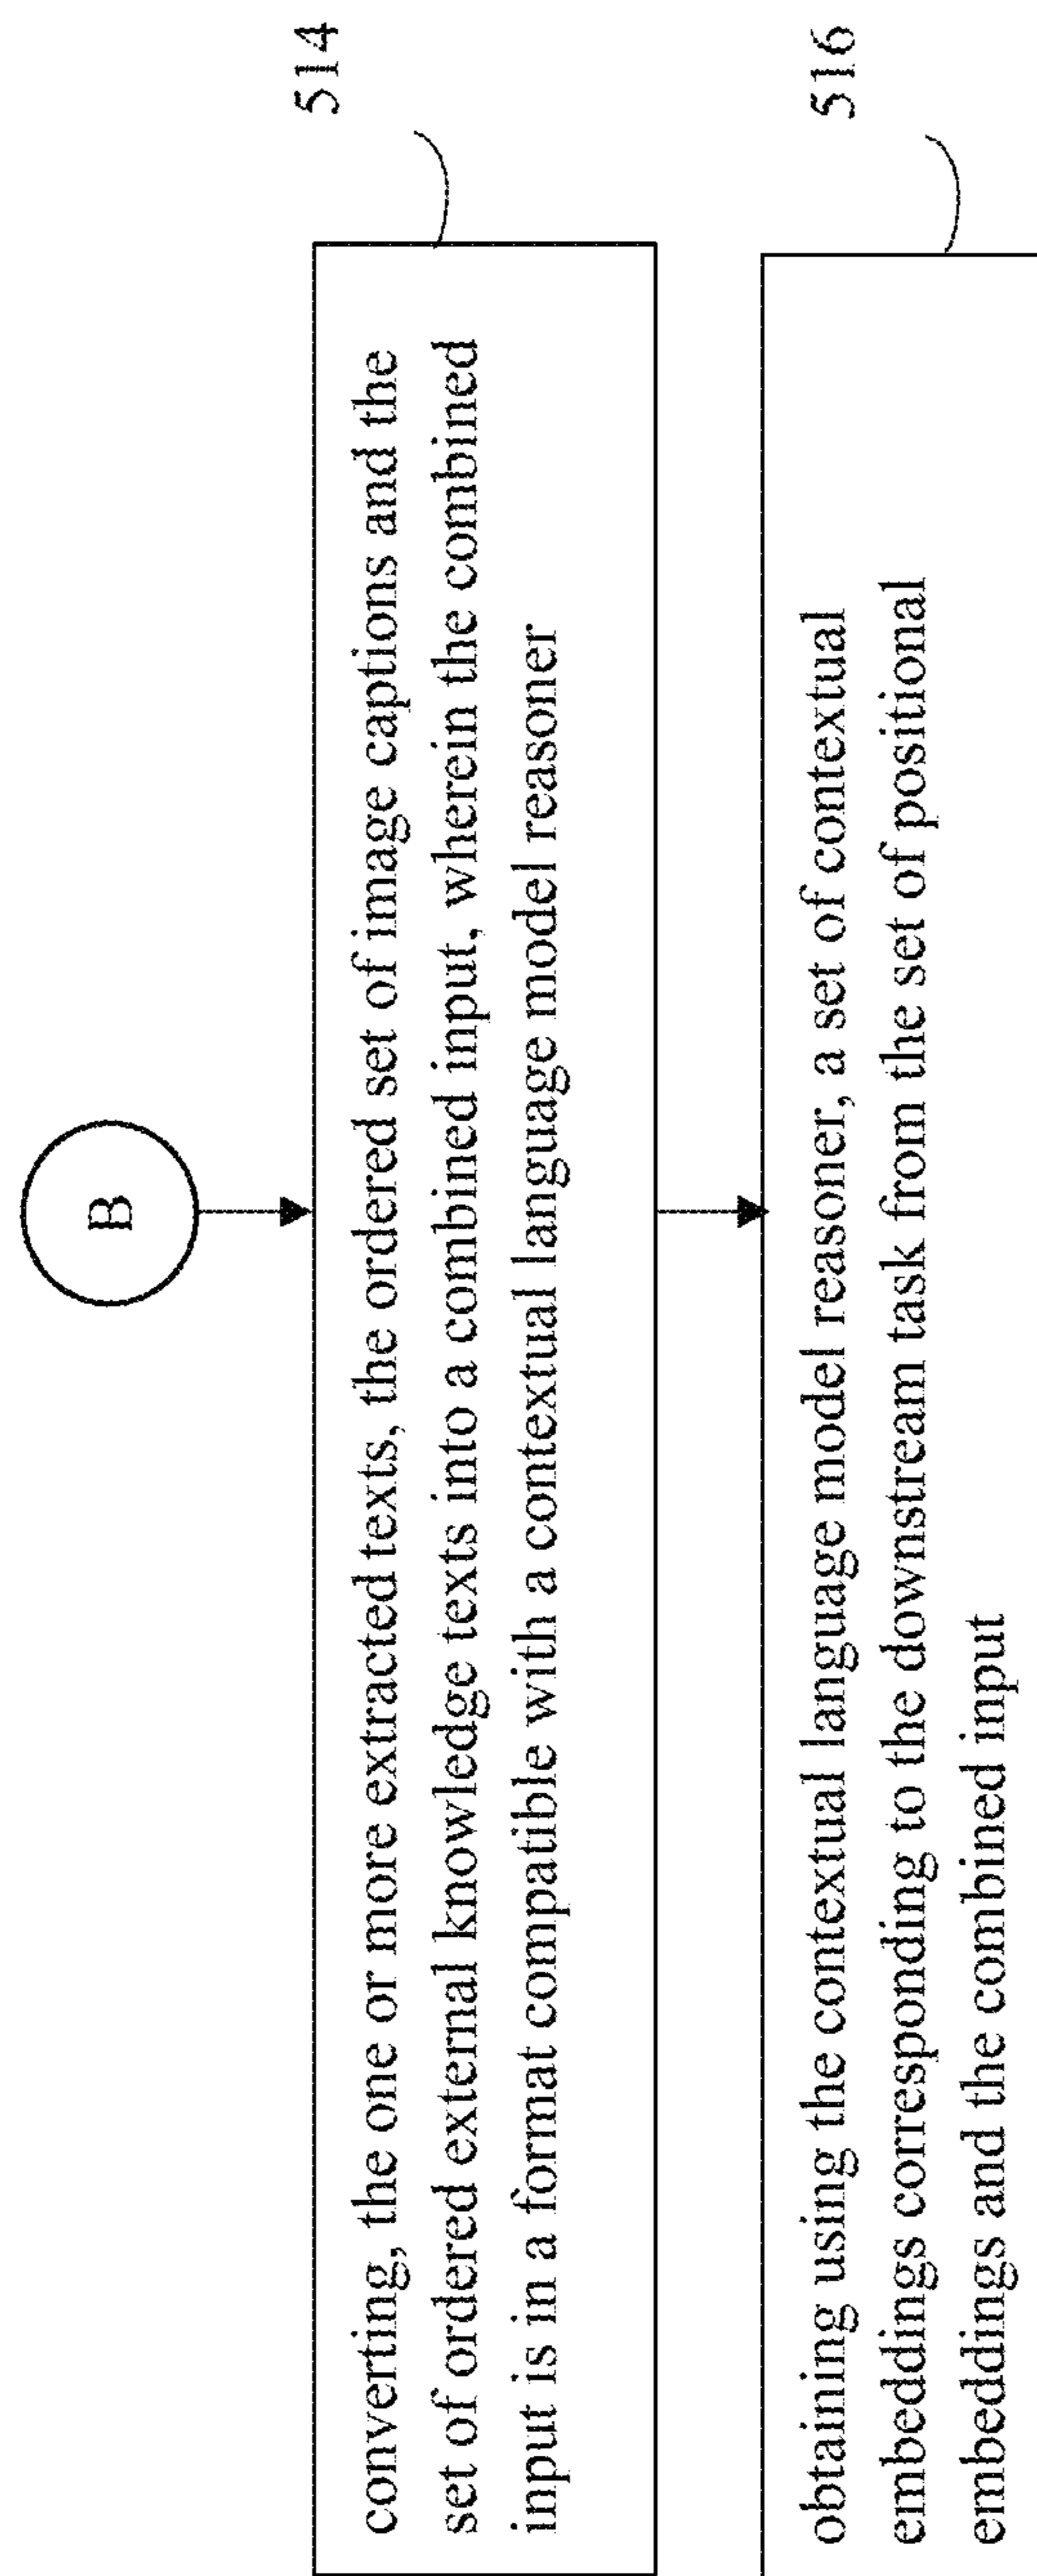 B
514
converting, the one or more extracted texts, the ordered set of image captions and the
set of ordered external knowledge texts into a combined input, wherein the combined
input is in a format compatible with a contextual language model reasoner
516
obtaining using the contextual language model reasoner, a set of contextual
embeddings corresponding to the downstream task from the set of positional
embeddings and the combined input